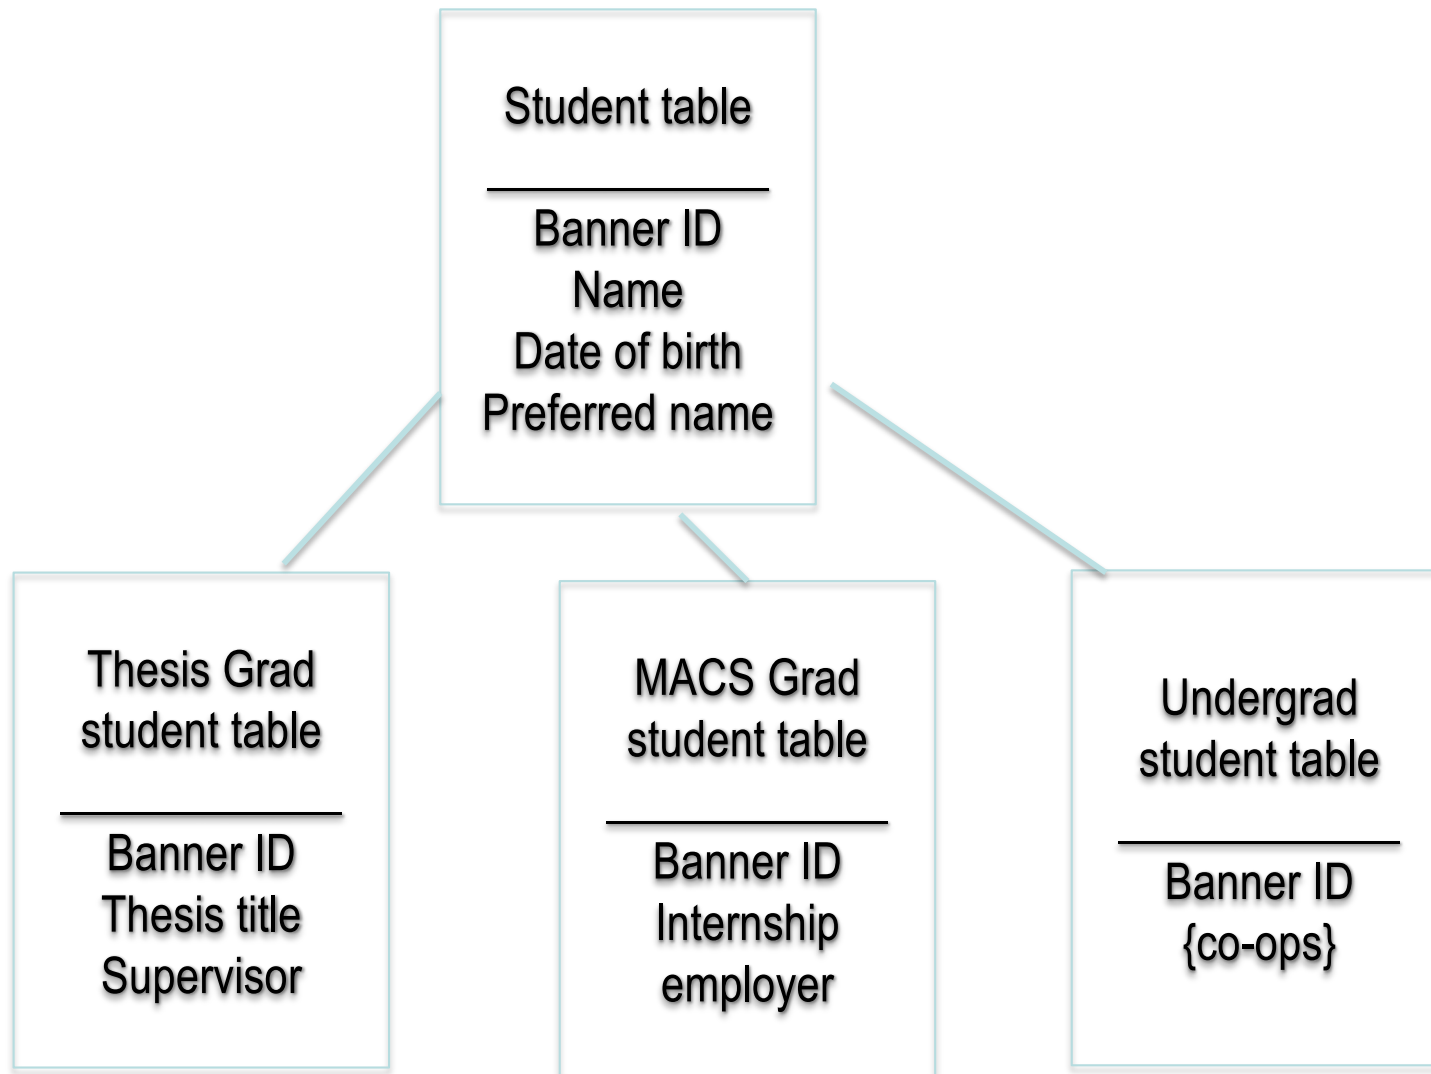 Student table
Banner ID
Name
Date of birth
Preferred name
Thesis Grad
student table
Banner ID
Thesis title
Supervisor
MACS Grad
student table
Banner ID
Internship
employer
Undergrad
student table
Banner ID
{co-ops}